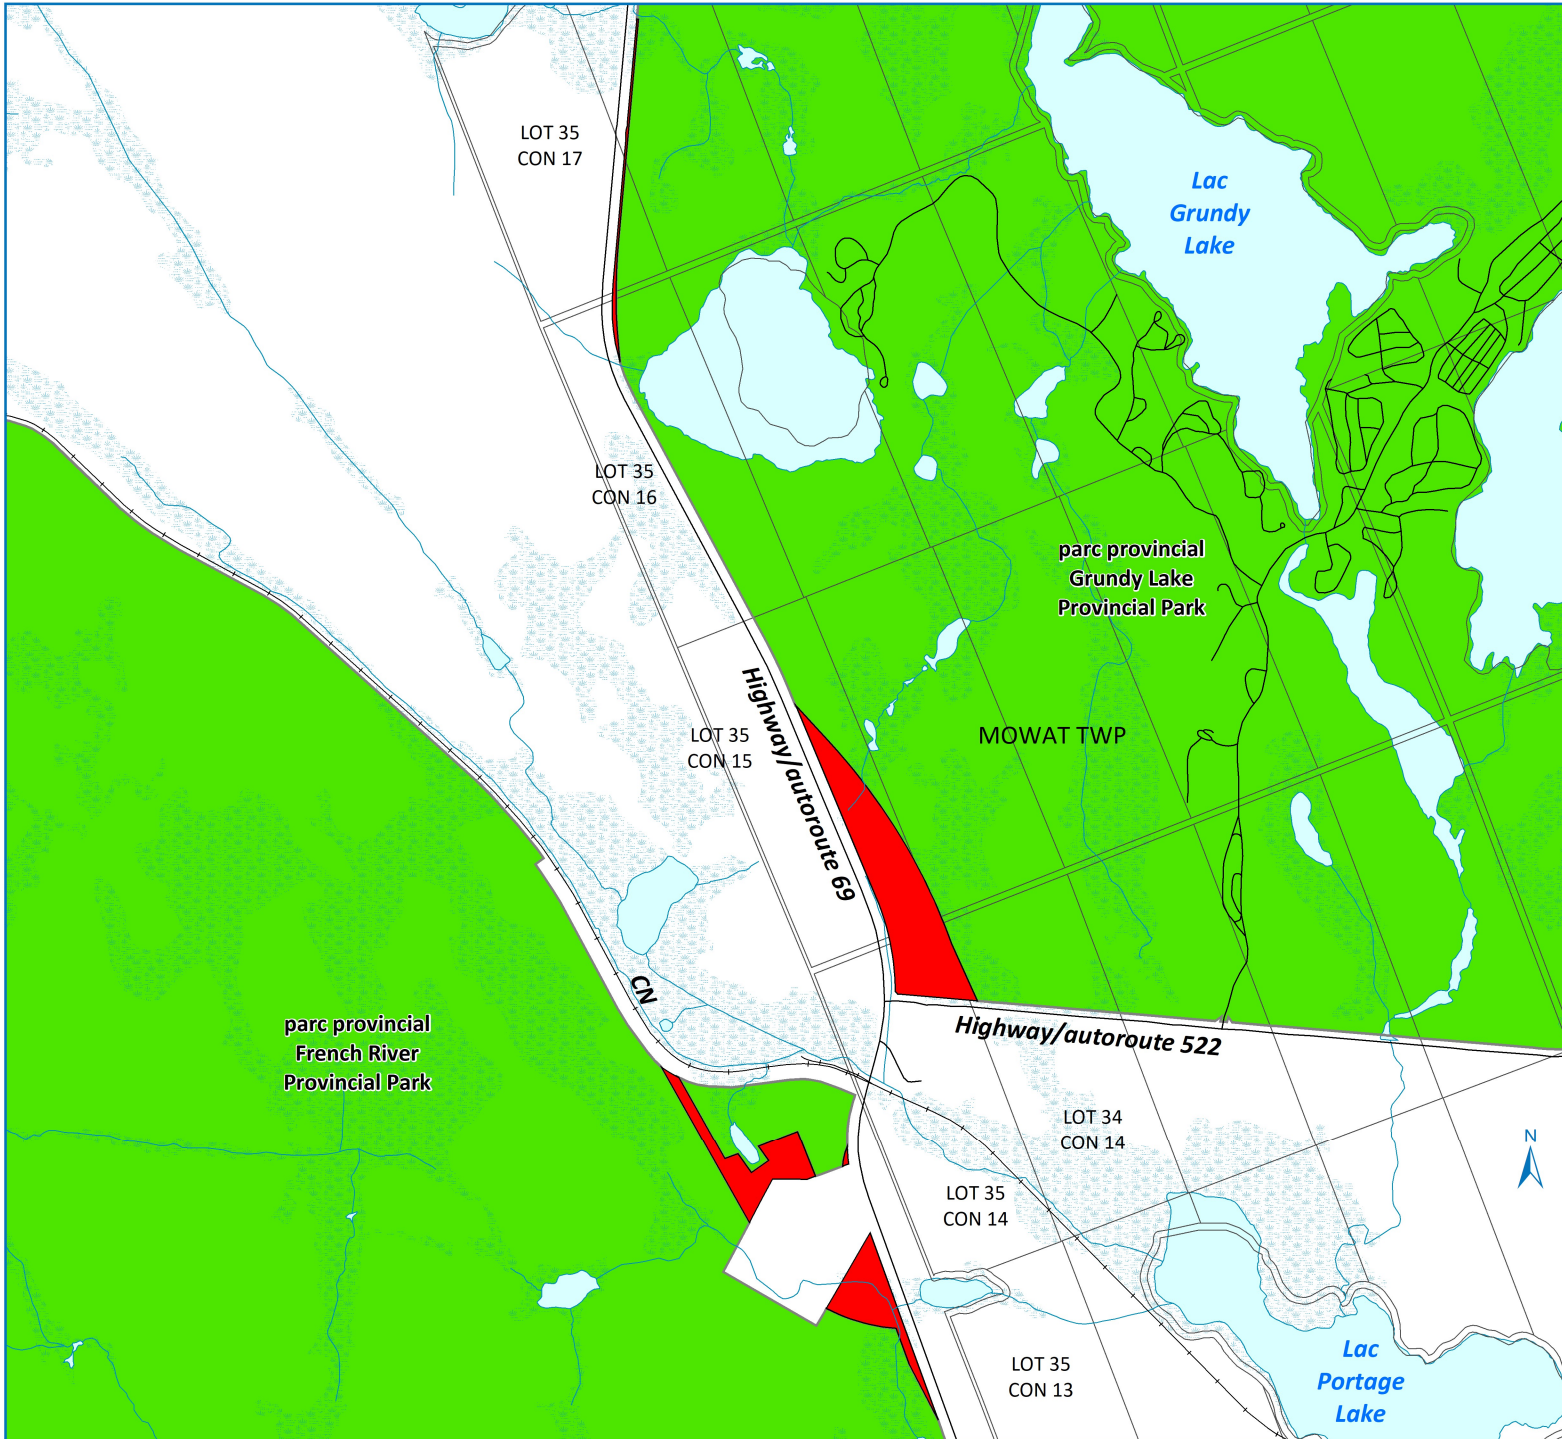 LOT 35
CON 17
Lac
Grundy
Lake
LOT 35
CON 16
parc provincial
Grundy Lake
Provincial Park
Highway/autoroute 69
LOT 35
CON 15
MOWAT TWP
CN
parc provincial
French River
Provincial Park
Highway/autoroute 522
LOT 34
CON 14
N
LOT 35
CON 14
LOT 35
CON 13
Lac
Portage
Lake